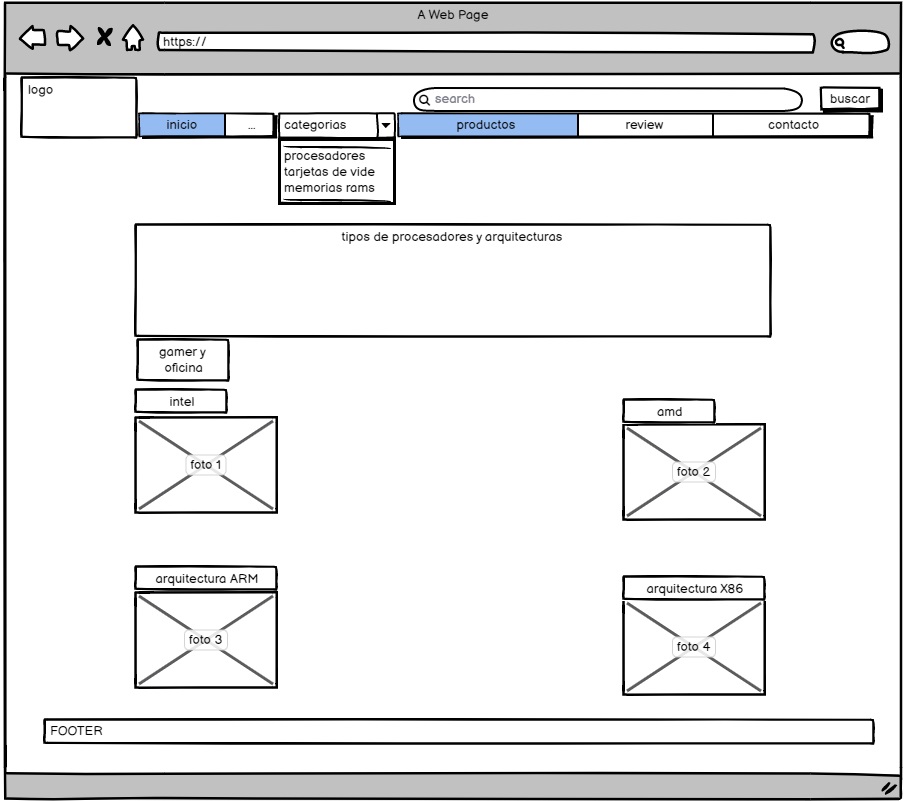 A Web Page
https://
logo
search
buscar
inicio
...
categorias
productos
review
contacto
procesadores
tarjetas de vide
memorias rams
tipos de procesadores y arquitecturas
gamer y
oficina
intel
amd
foto 1
foto 2
arquitectura ARM
arquitectura X86
foto 3
foto 4
FOOTER